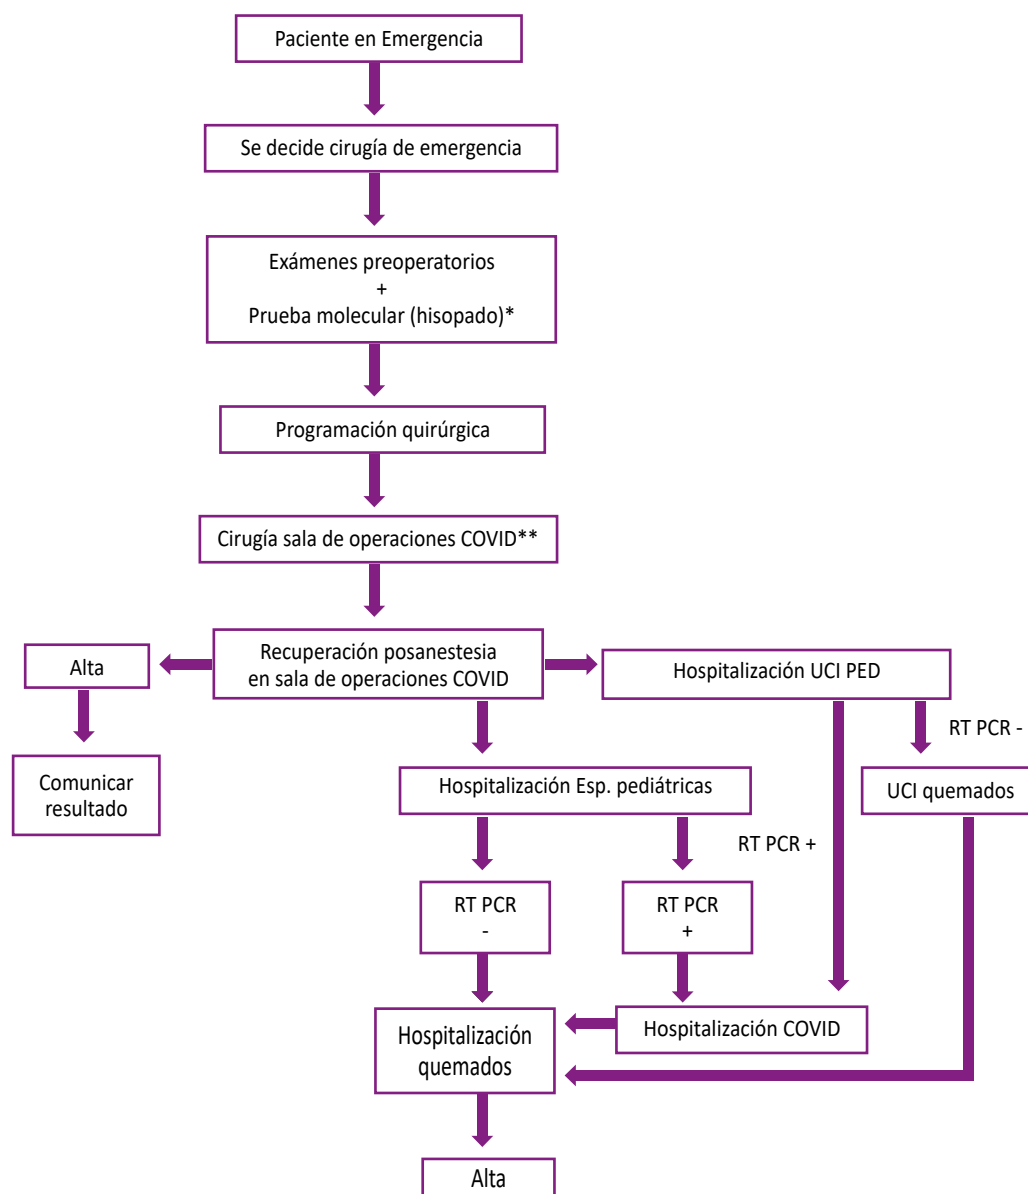 Paciente en Emergencia
Se decide cirugía de emergencia
Exámenes preoperatorios
+
Prueba molecular (hisopado)*
Programación quirúrgica
Cirugía sala de operaciones COVID**
Alta
Recuperación posanestesia
en sala de operaciones COVID
Hospitalización UCI PED
RT PCR -
Comunicar
resultado
Hospitalización Esp. pediátricas
UCI quemados
RT PCR +
RT PCR
-
RT PCR
+
Hospitalización
quemados
Hospitalización COVID
Alta